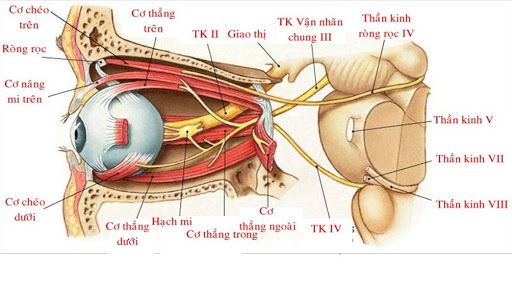 Cơ chéo
trên
Cơ thẳng
trên
TK II
Giao thị
TK Vận nhãn
chung III
Thần kinh
ròng rọc IV
Ròng rọc
Cơ nâng
mi trên
Thần kinh V
Thần kinh VII
Thần kinh VIII
Cơ chéo
dưới
Cơ thẳng
dưới
Hạch mi
Cơ thẳng trong
Cơ
thẳng ngoài
TK IV